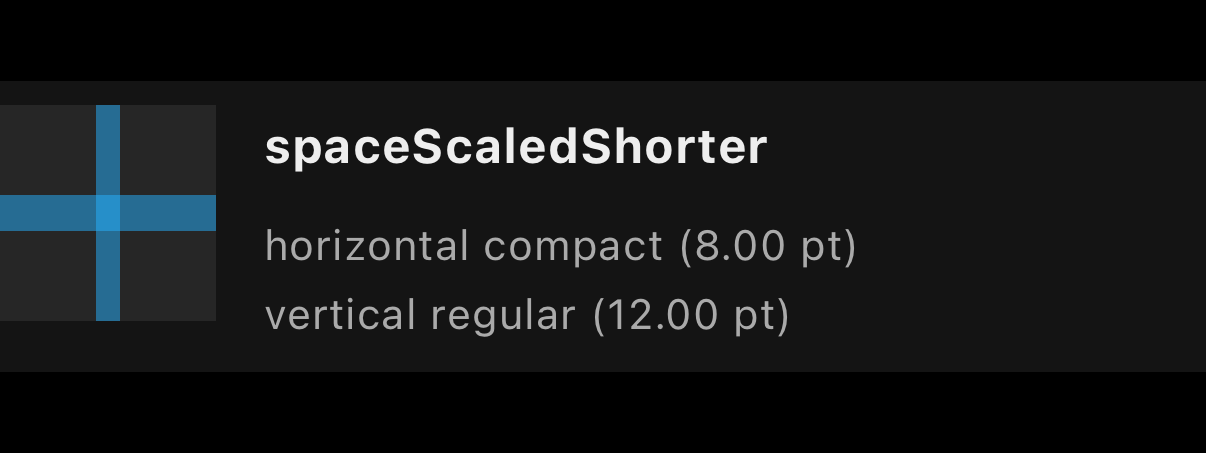 spaceScaledShorter
horizontal compact (8.00 pt)
vertical regular (12.00 pt)